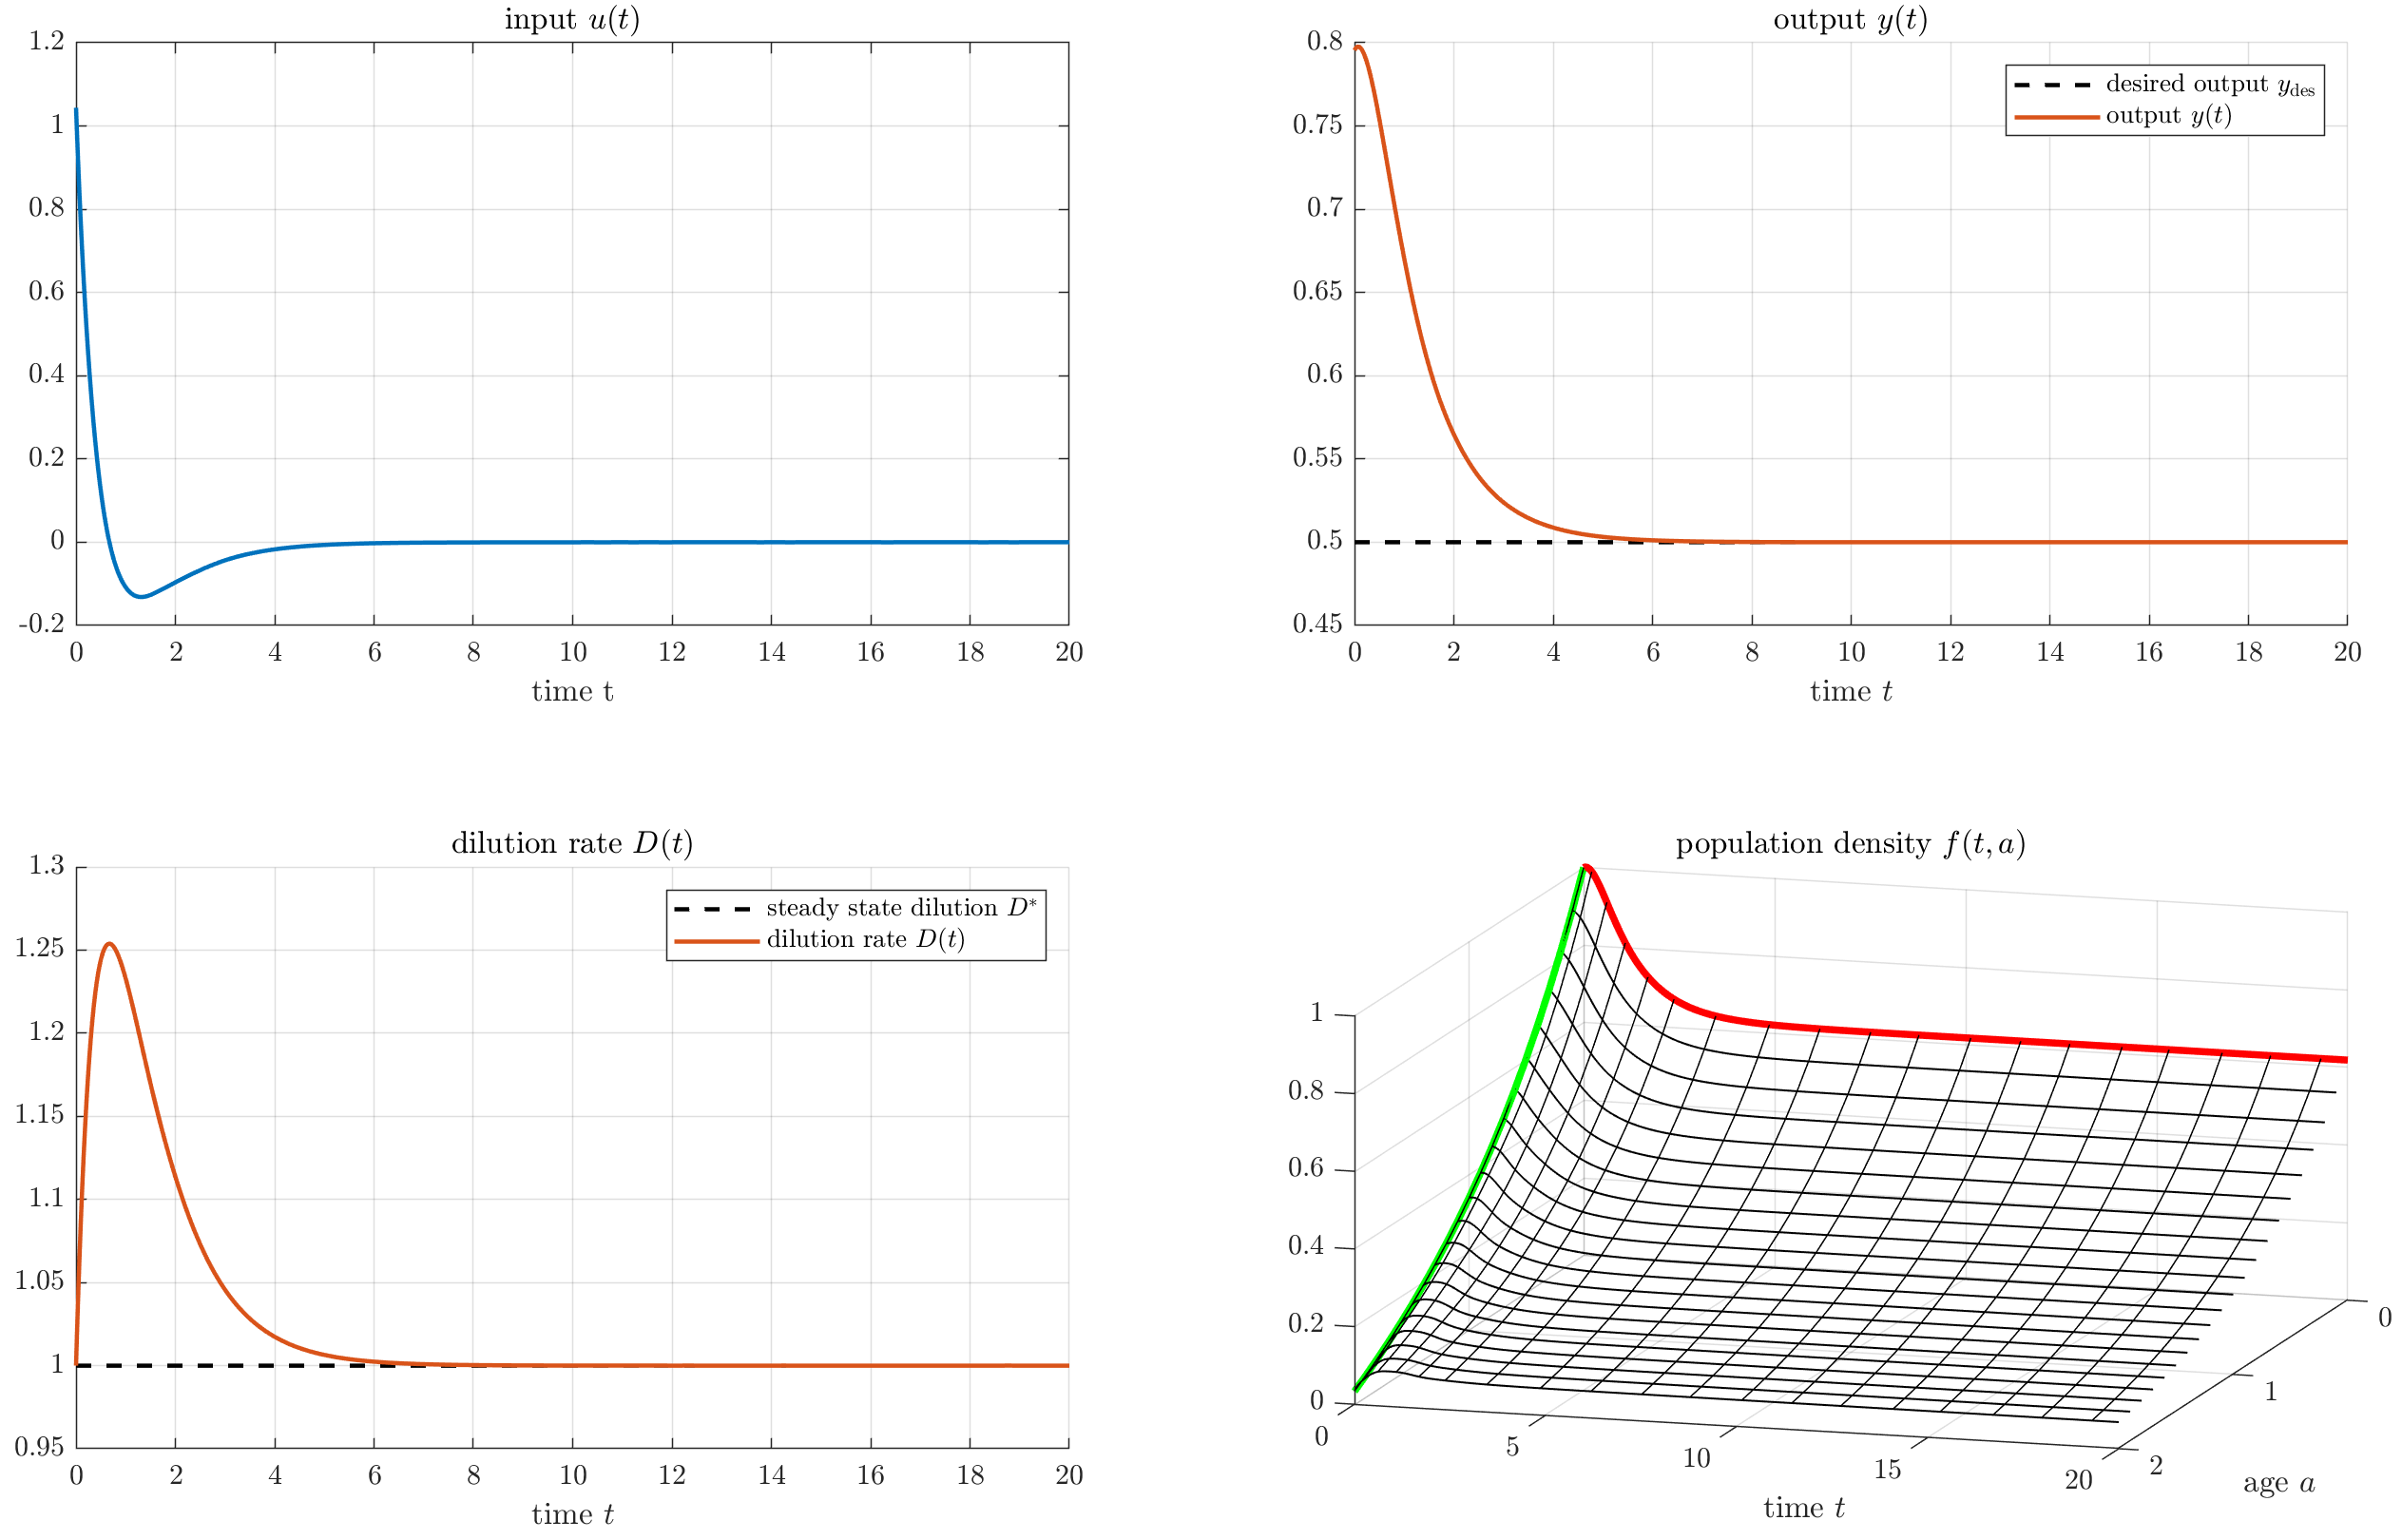 input u(t)
1.2
1
0.8
0.6
0.4
0.2
0
-0.2
0 2 4 6 8 10 12 14 16 18 20
time t
output y(t)
desired output y_des
output y(t)
0.8
0.75
0.7
0.65
0.6
0.55
0.5
0.45
0 2 4 6 8 10 12 14 16 18 20
time t
dilution rate D(t)
steady state dilution D*
dilution rate D(t)
1.3
1.25
1.2
1.15
1.1
1.05
1
0.95
0 2 4 6 8 10 12 14 16 18 20
time t
population density f(t, a)
1
0.8
0.6
0.4
0.2
0
0 5 10 15 20
time t
0
1
2
age a